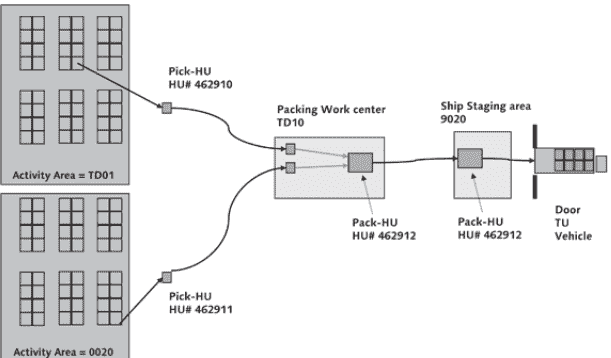 Pick-HU
HU# 462910
Activity Area = TD01
Packing Work center
TD10
Ship Staging area
9020
Pack-HU
HU# 462912
Pack-HU
HU# 462912
Door
TU
Vehicle
Pick-HU
HU# 462911
Activity Area = 0020